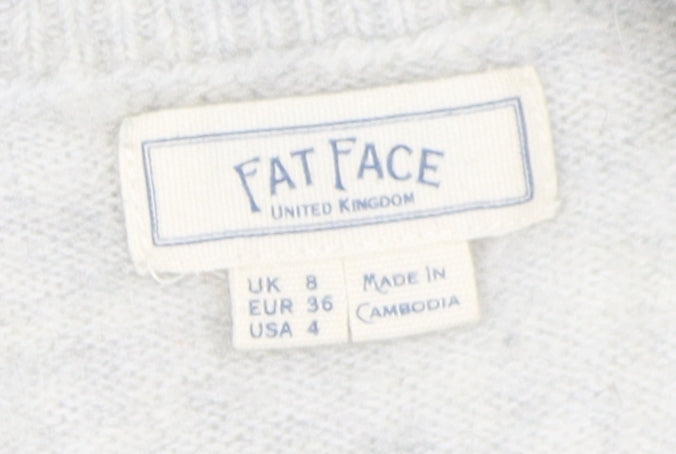 FAT FACE
UNITED KINGDOM
UK 8
EUR 36
USA 4
MADE IN
CAMBODIA